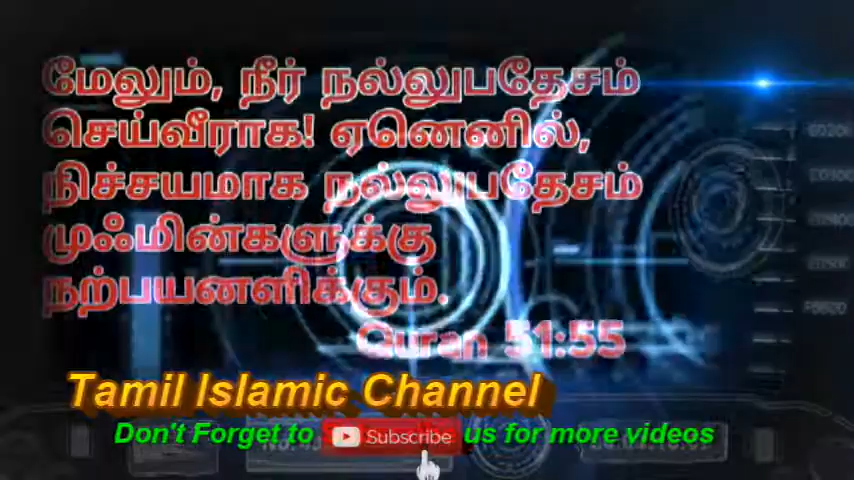 மேலும், நீர் நல்லுபதேசம்
செய்வீராக! ஏனெனில்,
நிச்சயமாக நல்லுபதேசம்
முஃமின்களுக்கு
நற்பயனளிக்கும்.
Quran 51:55
Tamil Islamic Channel
Don't Forget to Subscribe us for more videos